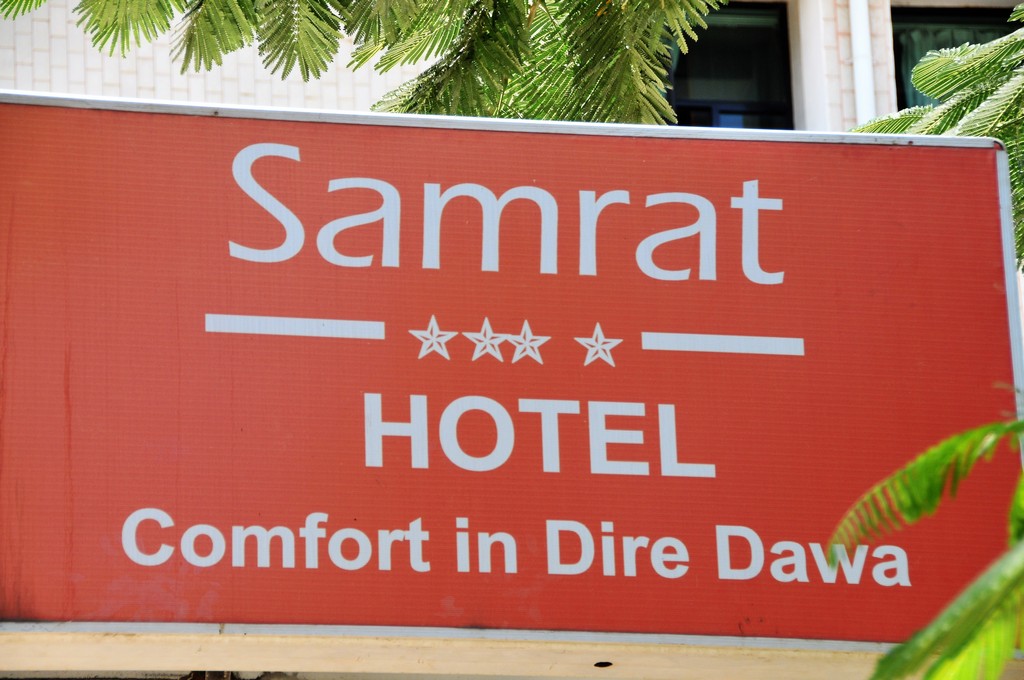 Samrat
HOTEL
Comfort in Dire Dawa